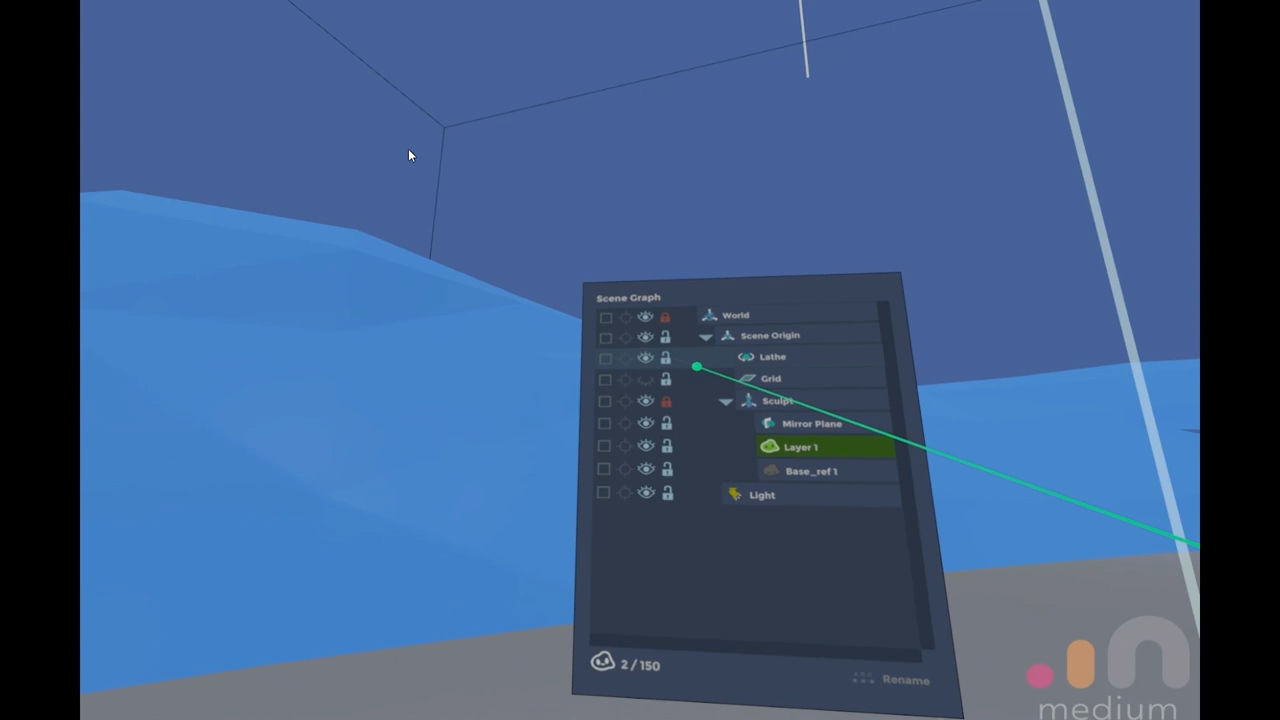 Scene Graph
World
Scene Origin
Lathe
Grid
Sculpt
Mirror Plane
Layer 1
Base_ref 1
Light
2 / 150
Rename
medium